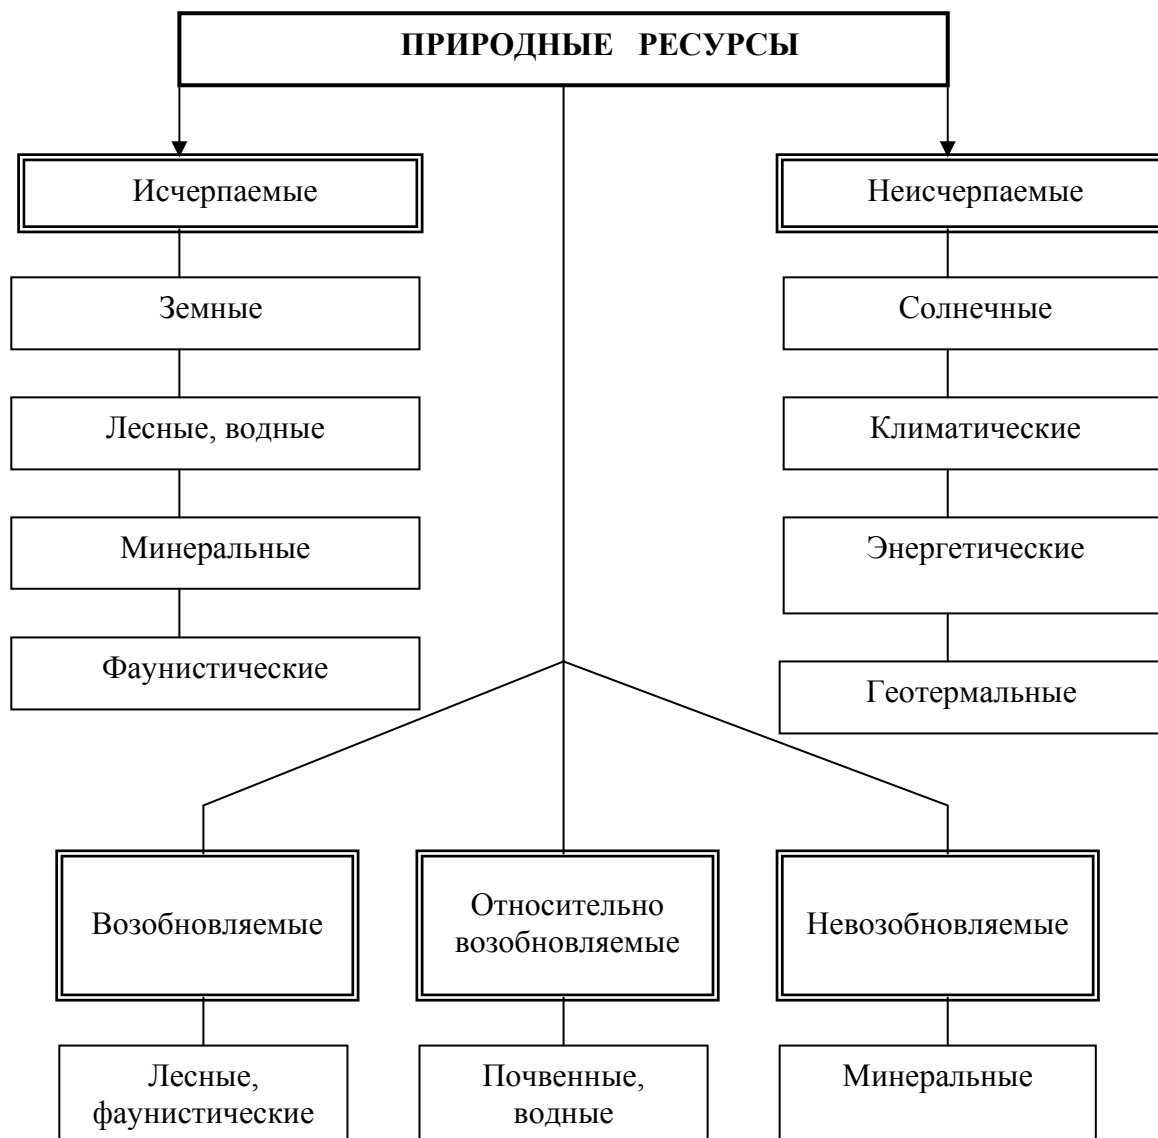 ПРИРОДНЫЕ РЕСУРСЫ
Исчерпаемые
Неисчерпаемые
Земные
Солнечные
Лесные, водные
Климатические
Минеральные
Энергетические
Фаунистические
Геотермальные
Возобновляемые
Относительно
возобновляемые
Невозобновляемые
Лесные,
фаунистические
Почвенные,
водные
Минеральные